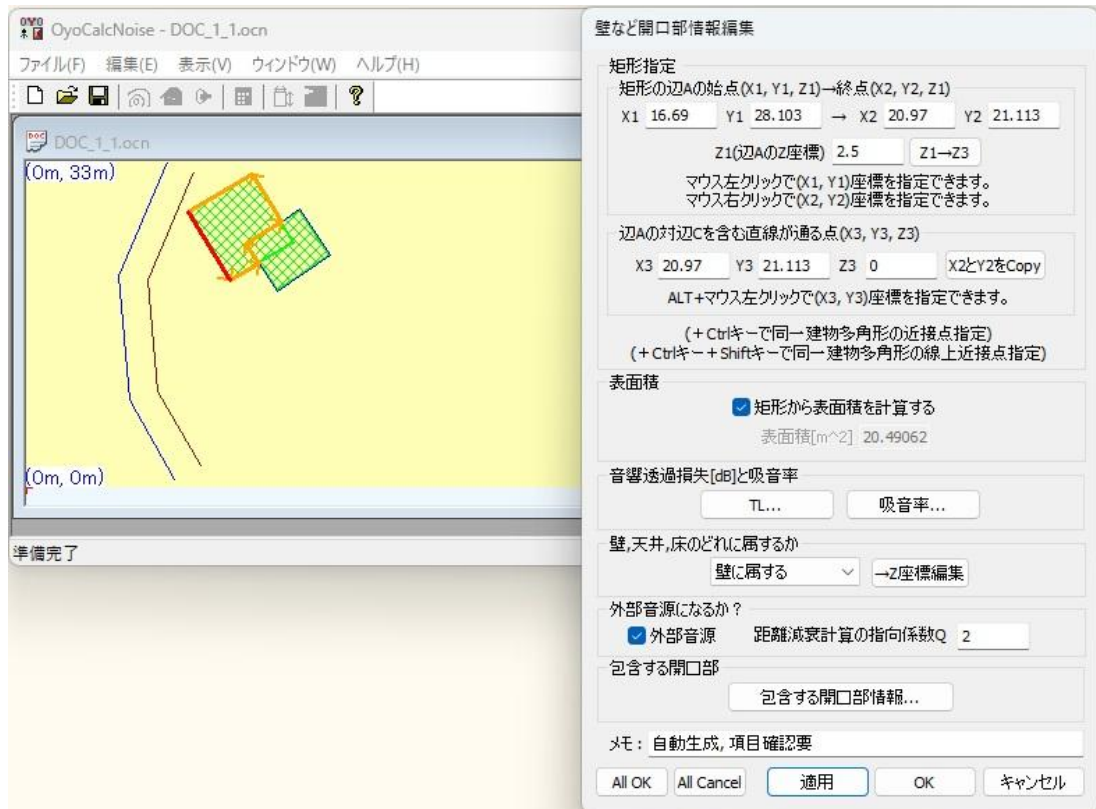 OYO
OyoCalcNoise - DOC_1_1.ocn
ファイル(F) 編集(E) 表示(V) ウィンドウ(W) ヘルプ(H)
DOC DOC_1_1.ocn
(0m, 33m)
(0m, 0m)
準備完了
壁など開口部情報編集
矩形指定
矩形の辺Aの始点(X1, Y1, Z1)→終点(X2, Y2, Z1)
X1 16.69 Y1 28.103 → X2 20.97 Y2 21.113
Z1(辺AのZ座標) 2.5 Z1→Z3
マウス左クリックで(X1, Y1)座標を指定できます。
マウス右クリックで(X2, Y2)座標を指定できます。
辺Aの対辺Cを含む直線が通る点(X3, Y3, Z3)
X3 20.97 Y3 21.113 Z3 0 X2とY2をCopy
ALT+マウス左クリックで(X3, Y3)座標を指定できます。
(+Ctrlキーで同一建物多角形の近接点指定)
(+Ctrlキー+Shiftキーで同一建物多角形の線上近接点指定)
表面積
矩形から表面積を計算する
表面積[m^2] 20.49062
音響透過損失[dB]と吸音率
TL... 吸音率...
壁,天井,床のどれに属するか
壁に属する →Z座標編集
外部音源になるか?
外部音源 距離減衰計算の指向係数Q 2
包含する開口部
包含する開口部情報...
メモ: 自動生成, 項目確認要
All OK All Cancel 適用 OK キャンセル